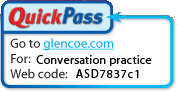 QuickPass
Go to glencoe.com
For: Conversation practice
Web code: ASD7837c1